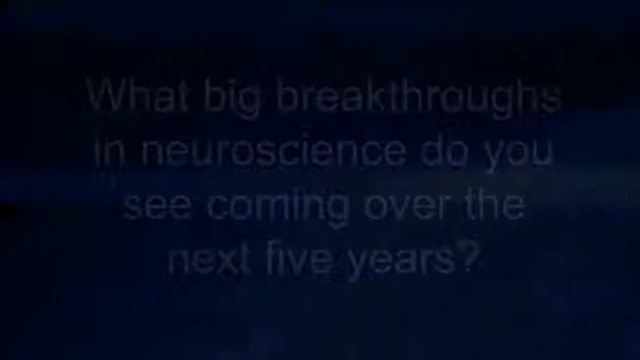 What big breakthroughs
in neuroscience do you
see coming over the
next five years?